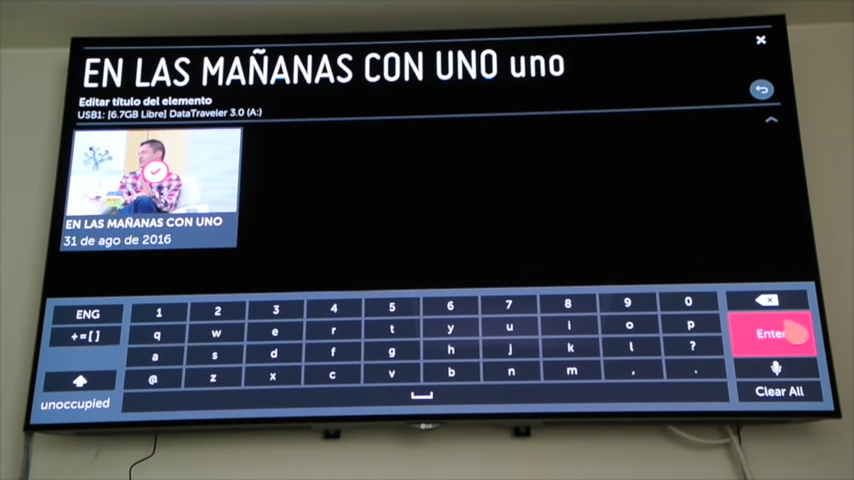 EN LAS MAÑANAS CON UNO uno
Editar título del elemento
USB1: [6.7GB Libre] DataTraveler 3.0 (A:)
EN LAS MAÑANAS CON UNO
31 de ago de 2016
ENG 1 2 3 4 5 6 7 8 9 0
+=[] q w e r t y u i o p Enter
a s d f g h j k l ?
@ z x c v b n m , .
unoccupied Clear All
LG